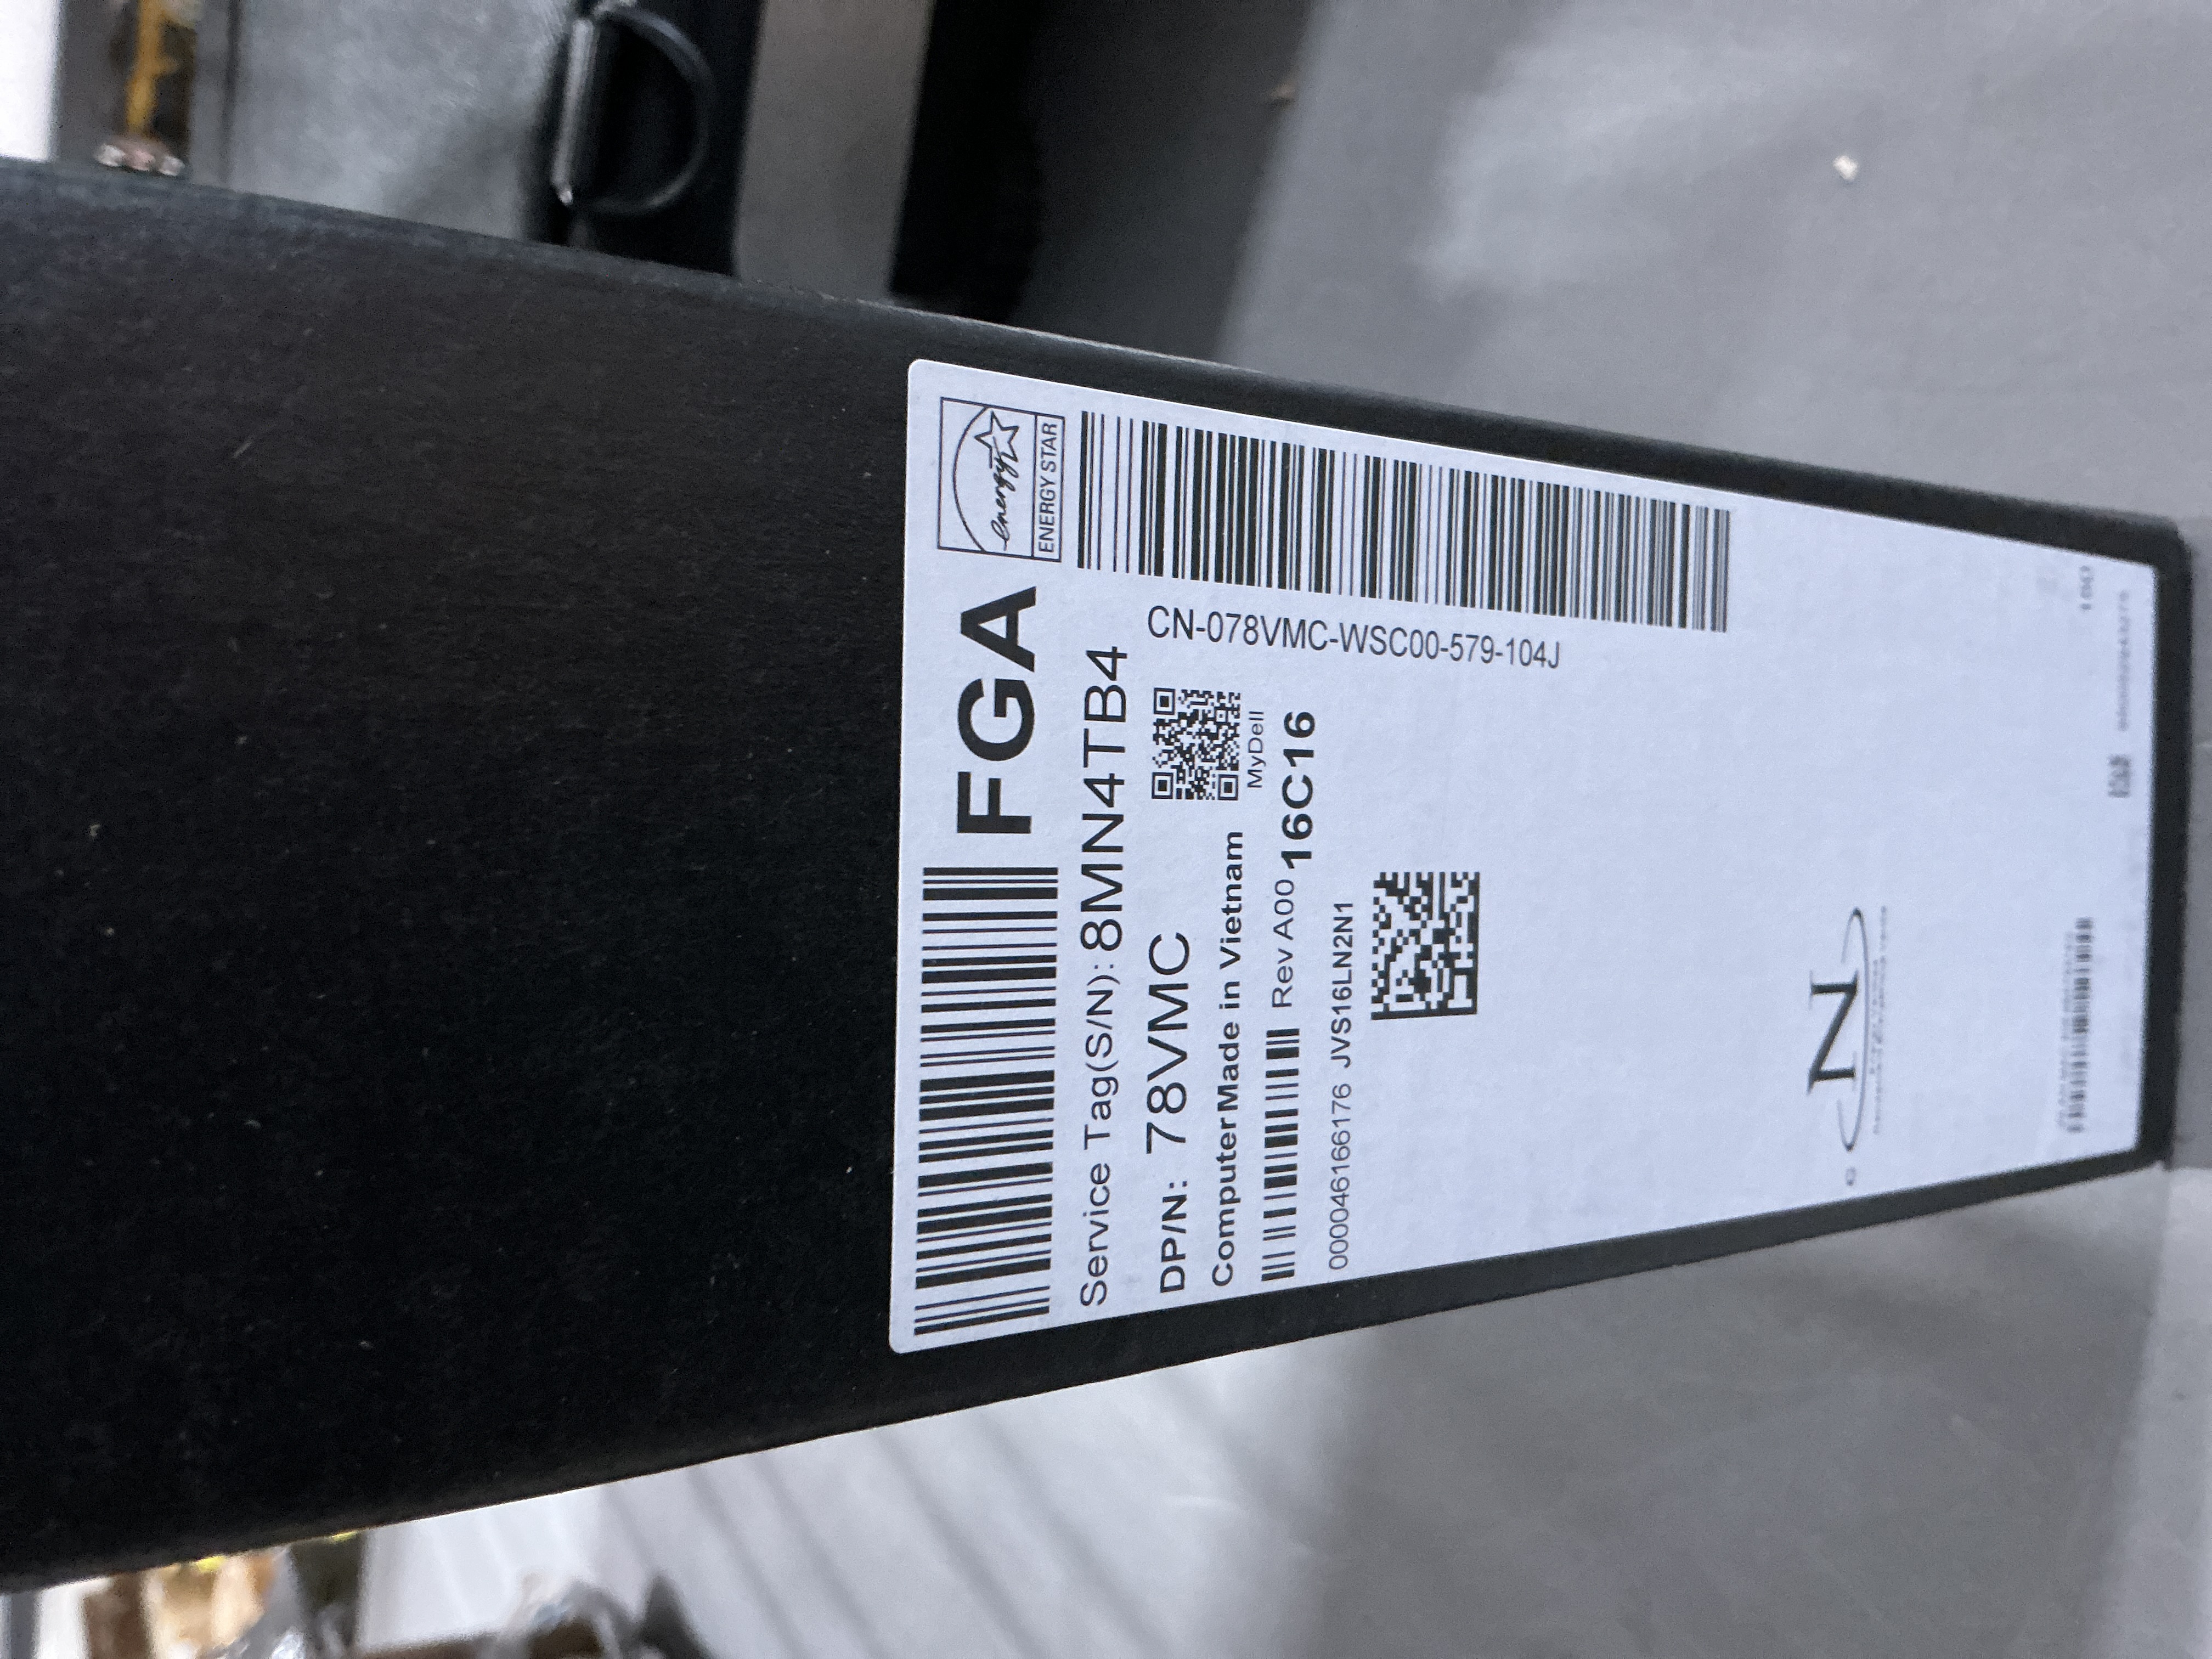 FGA
energy
ENERGY STAR
Service Tag(S/N): 8MN4TB4
DP/N: 78VMC
CN-078VMC-WSC00-579-104J
Computer Made in Vietnam
MyDell
Rev A00 16C16
000046166176 JVS16LN2N1
N